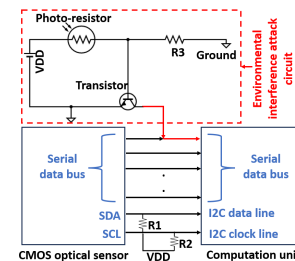 Photo-resistor
VDD
R3
Ground
Transistor
Environmental
interference attack
circuit
Serial
data bus
Serial
data bus
SDA
R1
I2C data line
SCL
R2
I2C clock line
VDD
CMOS optical sensor
Computation uni